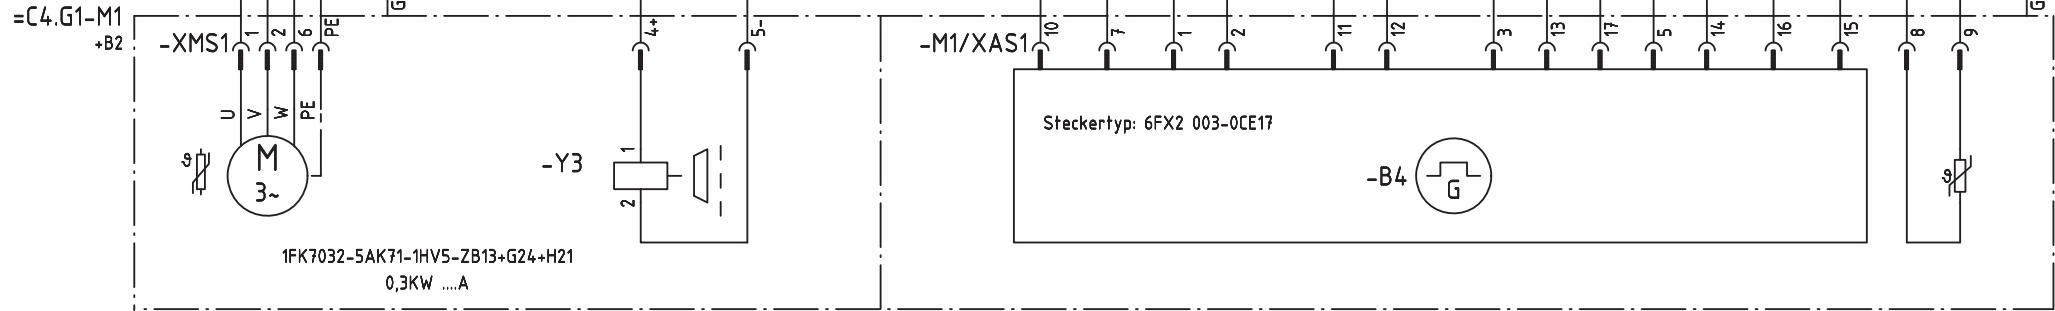 =C4.G1-M1
+B2
-XMS1
1
2
6
PE
G
4+
5-
-M1/XAS1
10
7
1
2
11
12
3
13
17
5
14
16
15
8
9
G
U
V
W
PE
Steckertyp: 6FX2 003-0CE17
ϑ
M
3~
-Y3
1
2
-B4
G
ϑ
1FK7032-5AK71-1HV5-ZB13+G24+H21
0,3KW ....A